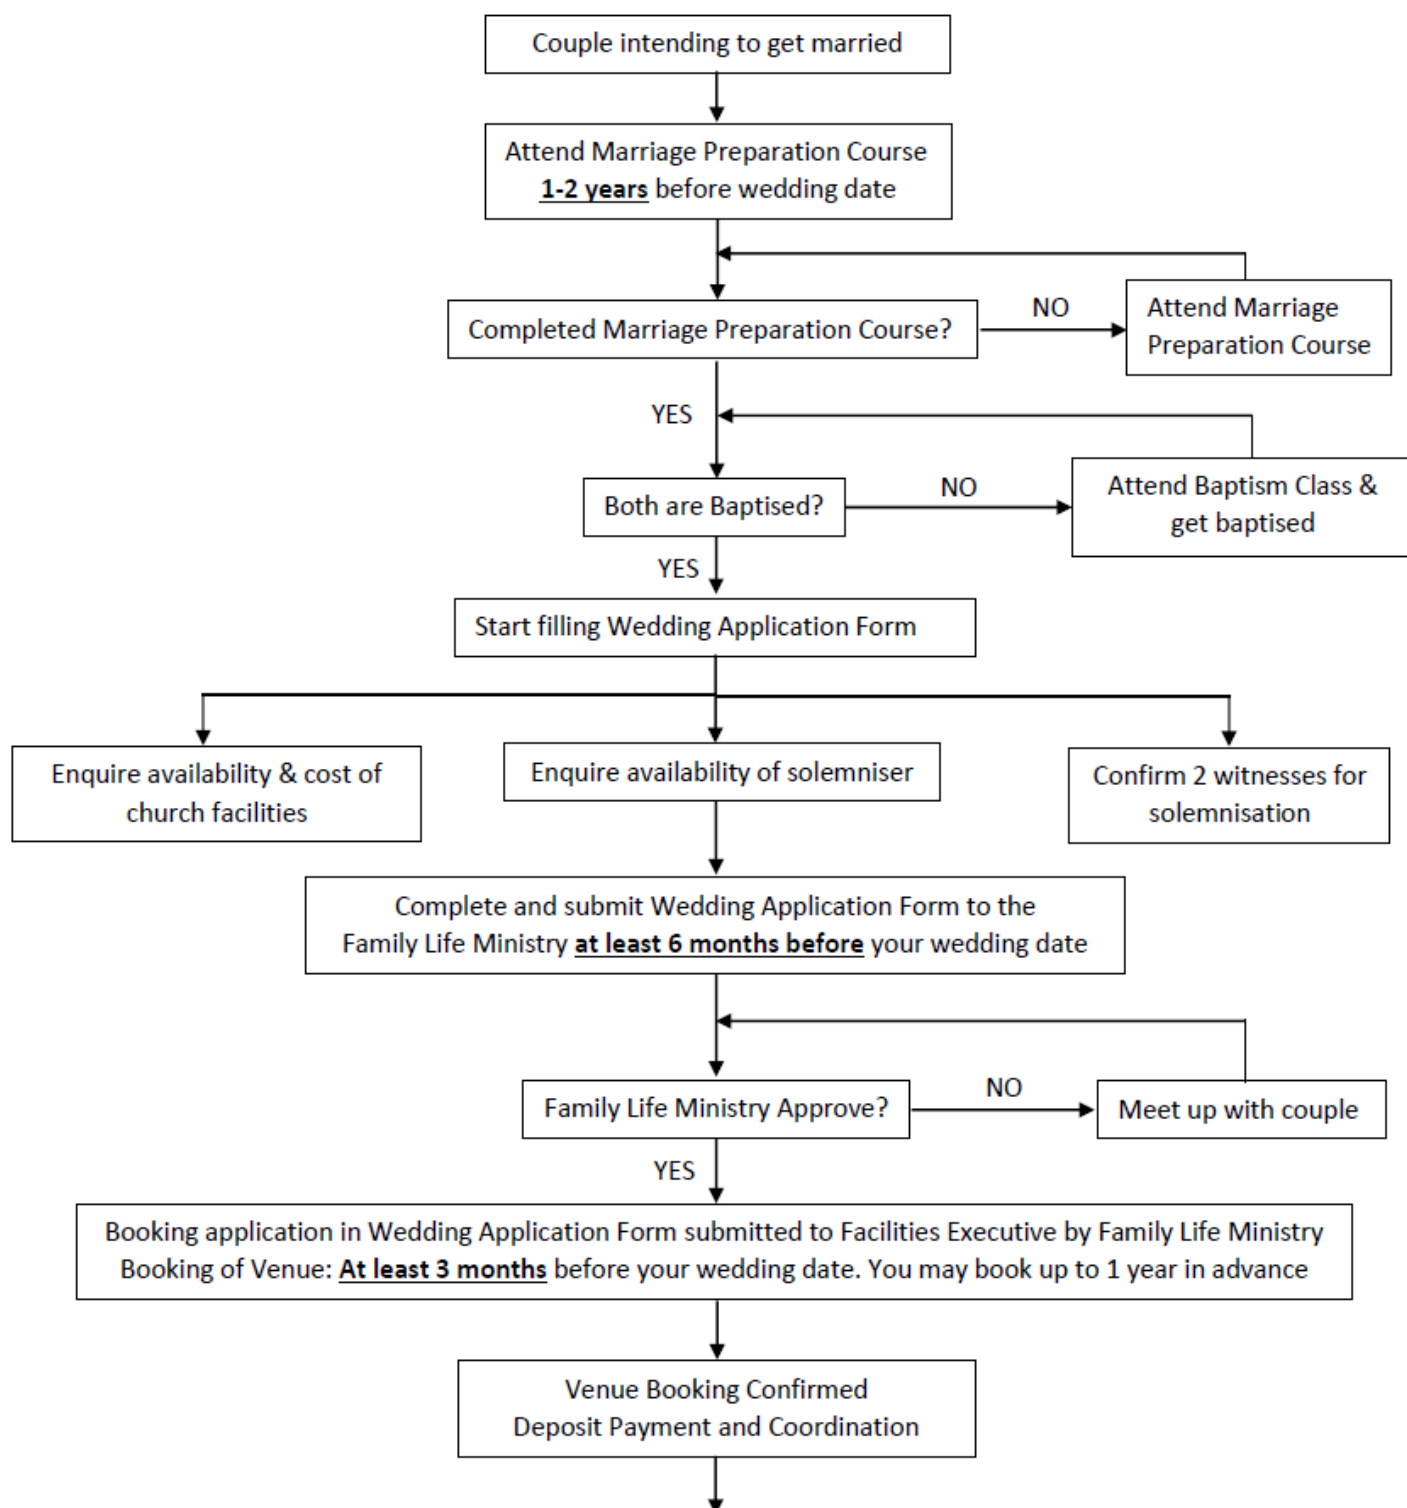 Couple intending to get married
Attend Marriage Preparation Course
1-2 years before wedding date
Completed Marriage Preparation Course?
NO
Attend Marriage
Preparation Course
YES
Both are Baptised?
NO
Attend Baptism Class &
get baptised
YES
Start filling Wedding Application Form
Enquire availability & cost of
church facilities
Enquire availability of solemniser
Confirm 2 witnesses for
solemnisation
Complete and submit Wedding Application Form to the
Family Life Ministry at least 6 months before your wedding date
Family Life Ministry Approve?
NO
Meet up with couple
YES
Booking application in Wedding Application Form submitted to Facilities Executive by Family Life Ministry
Booking of Venue: At least 3 months before your wedding date. You may book up to 1 year in advance
Venue Booking Confirmed
Deposit Payment and Coordination